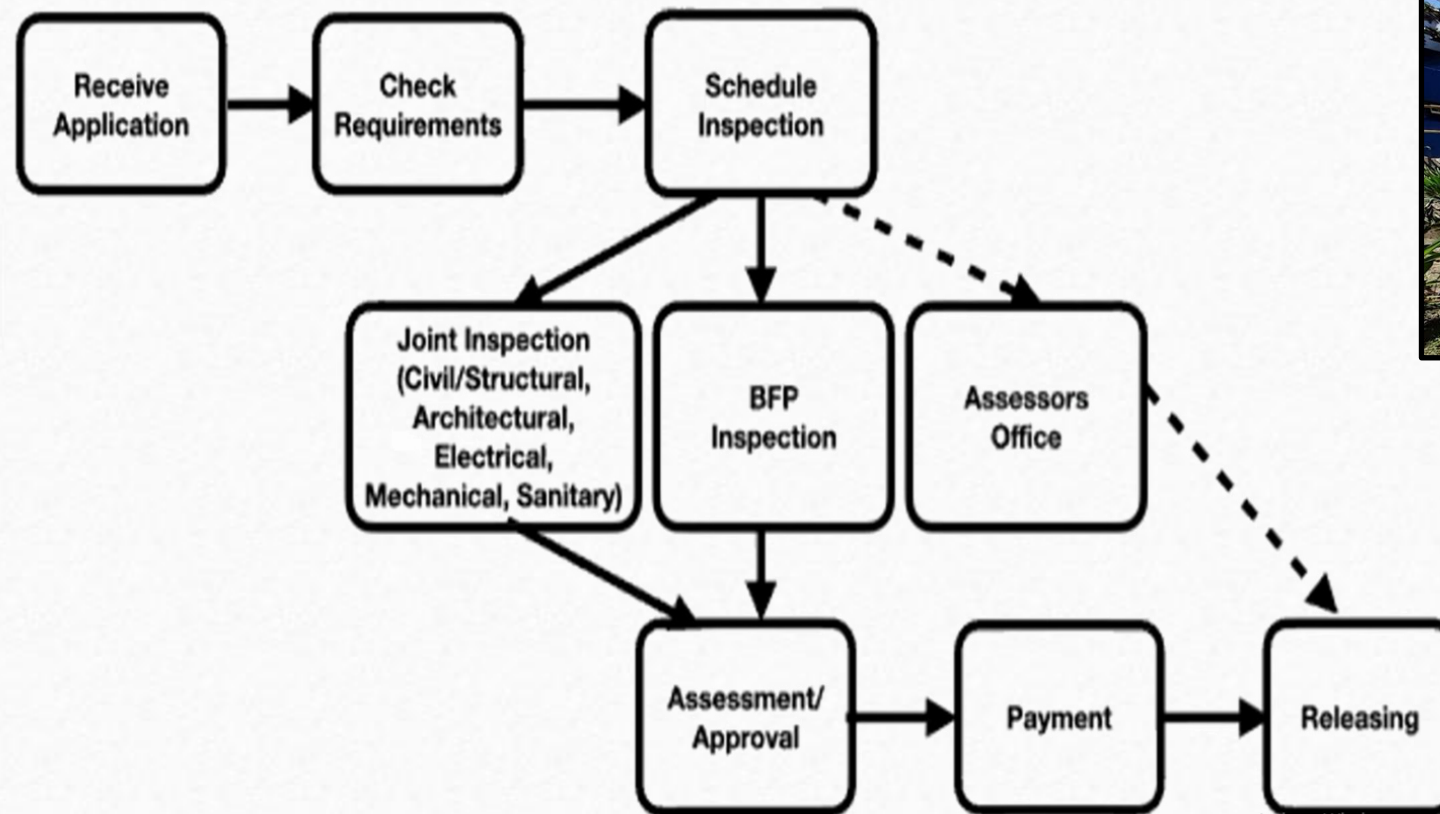 Receive
Application
Check
Requirements
Schedule
Inspection
Joint Inspection
(Civil/Structural,
Architectural,
Electrical,
Mechanical, Sanitary)
BFP
Inspection
Assessors
Office
Assessment/
Approval
Payment
Releasing